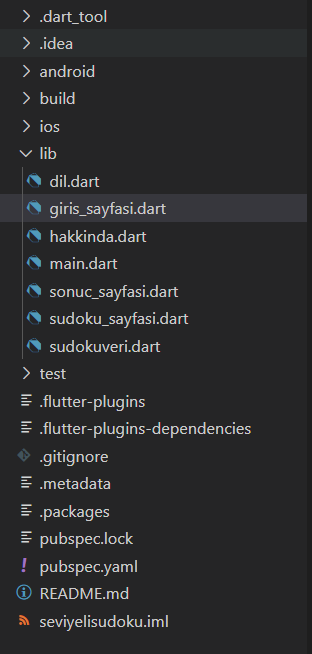 .dart_tool
.idea
android
build
ios
lib
dil.dart
giris_sayfasi.dart
hakkinda.dart
main.dart
sonuc_sayfasi.dart
sudoku_sayfasi.dart
sudokuveri.dart
test
.flutter-plugins
.flutter-plugins-dependencies
.gitignore
.metadata
.packages
pubspec.lock
pubspec.yaml
README.md
seviyelisudoku.iml